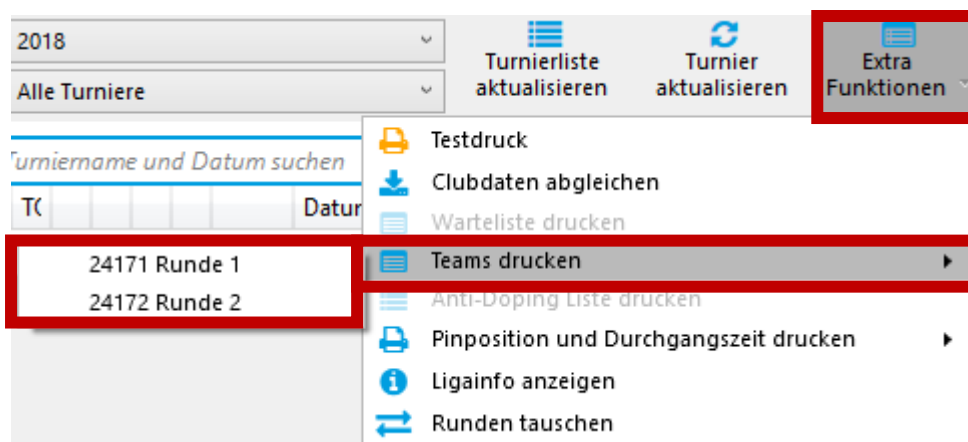 2018
Alle Turniere
Turnierliste
aktualisieren
Turnier
aktualisieren
Extra
Funktionen
Turniername und Datum suchen
Testdruck
Clubdaten abgleichen
Warteliste drucken
Teams drucken
24171 Runde 1
24172 Runde 2
Anti-Doping Liste drucken
Pinposition und Durchgangszeit drucken
Ligainfo anzeigen
Runden tauschen